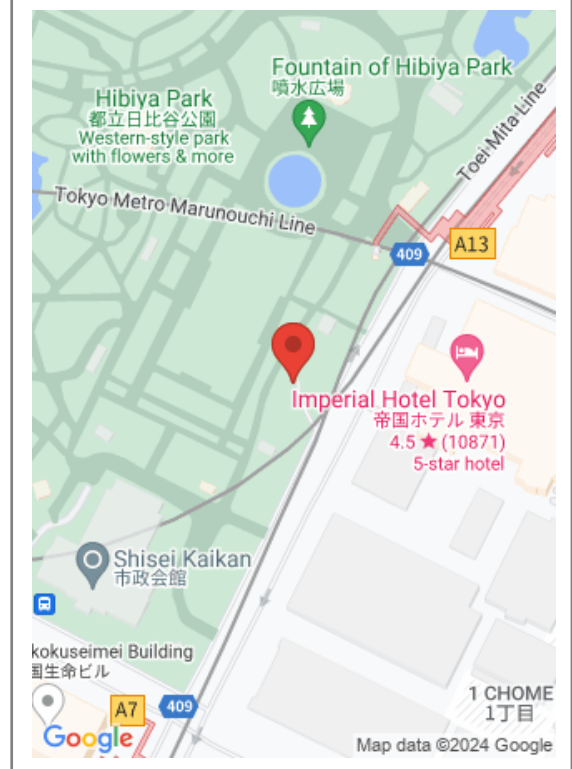 Fountain of Hibiya Park
噴水広場
Hibiya Park
都立日比谷公園
Western-style park
with flowers & more
Toei Mita Line
Tokyo Metro Marunouchi Line
409
A13
Imperial Hotel Tokyo
帝国ホテル 東京
4.5 ★ (10871)
5-star hotel
Shisei Kaikan
市政会館
kokuseimei Building
国生命ビル
1 CHOME
1丁目
A7
409
Google
Map data ©2024 Google